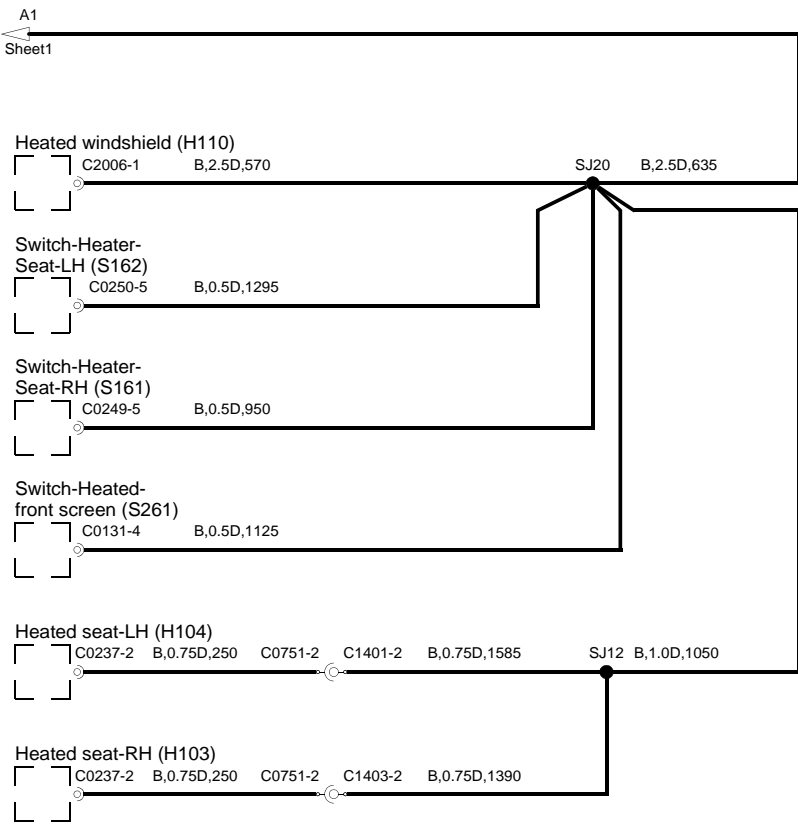 A1
Sheet1
Heated windshield (H110)
C2006-1 B,2.5D,570 SJ20 B,2.5D,635
Switch-Heater-
Seat-LH (S162)
C0250-5 B,0.5D,1295
Switch-Heater-
Seat-RH (S161)
C0249-5 B,0.5D,950
Switch-Heated-
front screen (S261)
C0131-4 B,0.5D,1125
Heated seat-LH (H104)
C0237-2 B,0.75D,250 C0751-2 C1401-2 B,0.75D,1585 SJ12 B,1.0D,1050
Heated seat-RH (H103)
C0237-2 B,0.75D,250 C0751-2 C1403-2 B,0.75D,1390